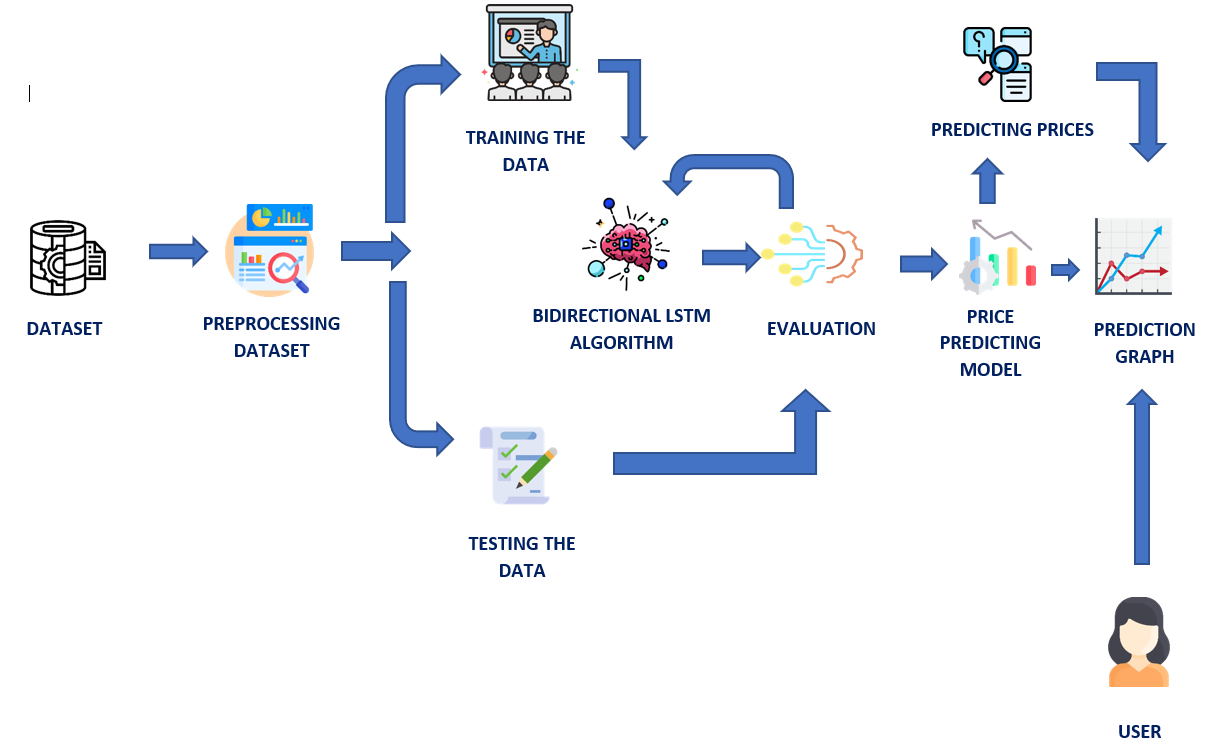 TRAINING THE
DATA
PREDICTING PRICES
DATASET
PREPROCESSING
DATASET
BIDIRECTIONAL LSTM
ALGORITHM
EVALUATION
PRICE
PREDICTING
MODEL
PREDICTION
GRAPH
TESTING THE
DATA
USER